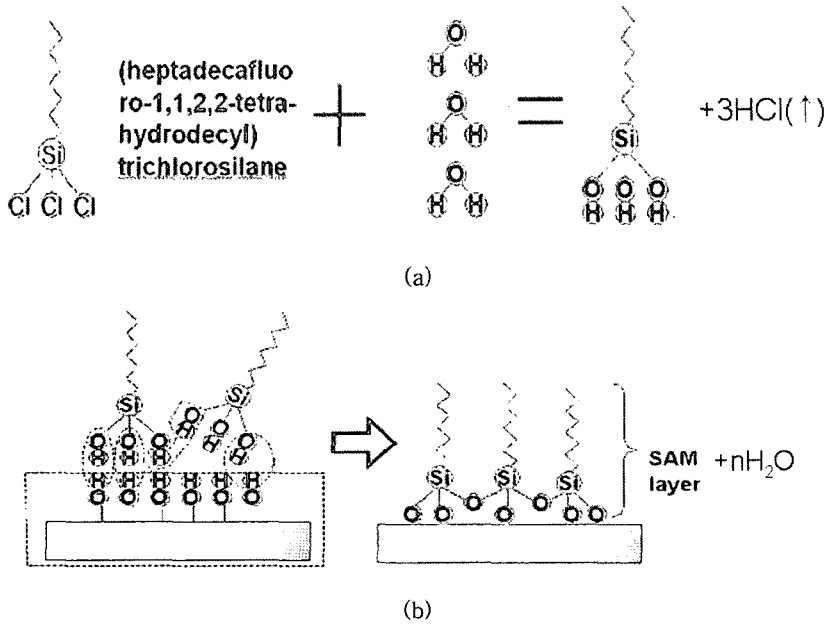 (heptadecafluo
ro-1,1,2,2-tetra-
hydrodecyl)
trichlorosilane
Si
Cl Cl Cl
+
O
H H
O
H H
O
H H
=
Si
O O O
H H H
+3HCl(↑)
(a)
Si
O O O
H H H
H H H H H H
O O O O O O
Si
O H
O H
O H
Si Si Si
O O O O O O O
SAM
layer
+nH₂O
(b)